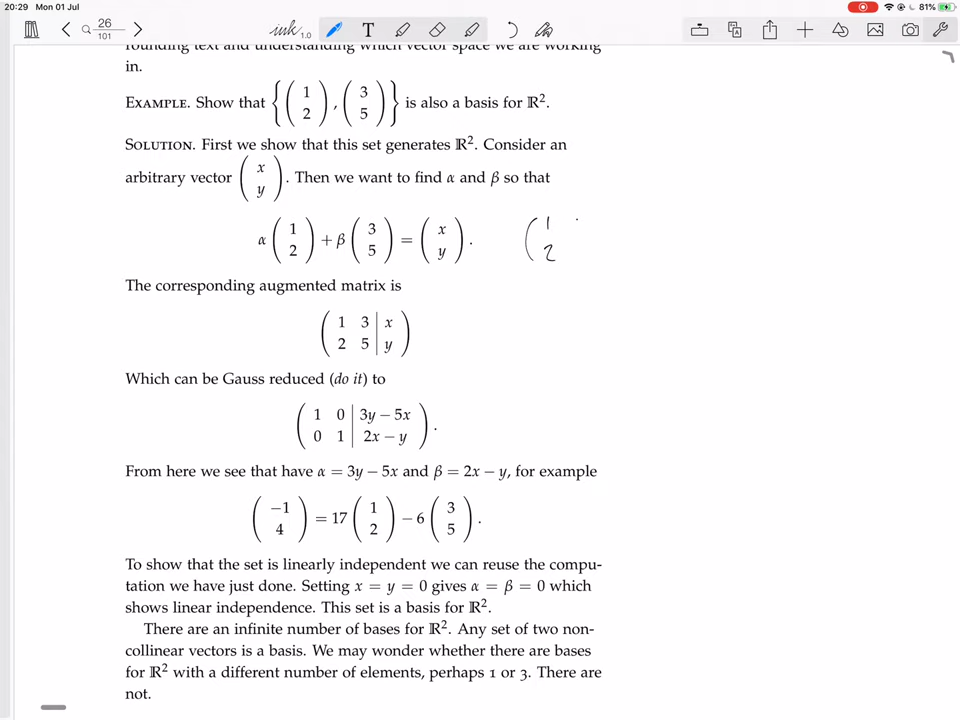 20:29 Mon 01 Jul
81%
26
101
ink 1.0
T
rounding text and understanding which vector space we are working
in.
EXAMPLE. Show that { ( 1 2 ) , ( 3 5 ) } is also a basis for ℝ².
SOLUTION. First we show that this set generates ℝ². Consider an
arbitrary vector ( x y ) . Then we want to find α and β so that
α ( 1 2 ) + β ( 3 5 ) = ( x y ) .
( 1 2
The corresponding augmented matrix is
( 1 3 | x
2 5 | y )
Which can be Gauss reduced (do it) to
( 1 0 | 3y − 5x
0 1 | 2x − y ) .
From here we see that have α = 3y − 5x and β = 2x − y, for example
( −1 4 ) = 17 ( 1 2 ) − 6 ( 3 5 ) .
To show that the set is linearly independent we can reuse the compu-
tation we have just done. Setting x = y = 0 gives α = β = 0 which
shows linear independence. This set is a basis for ℝ².
There are an infinite number of bases for ℝ². Any set of two non-
collinear vectors is a basis. We may wonder whether there are bases
for ℝ² with a different number of elements, perhaps 1 or 3. There are
not.